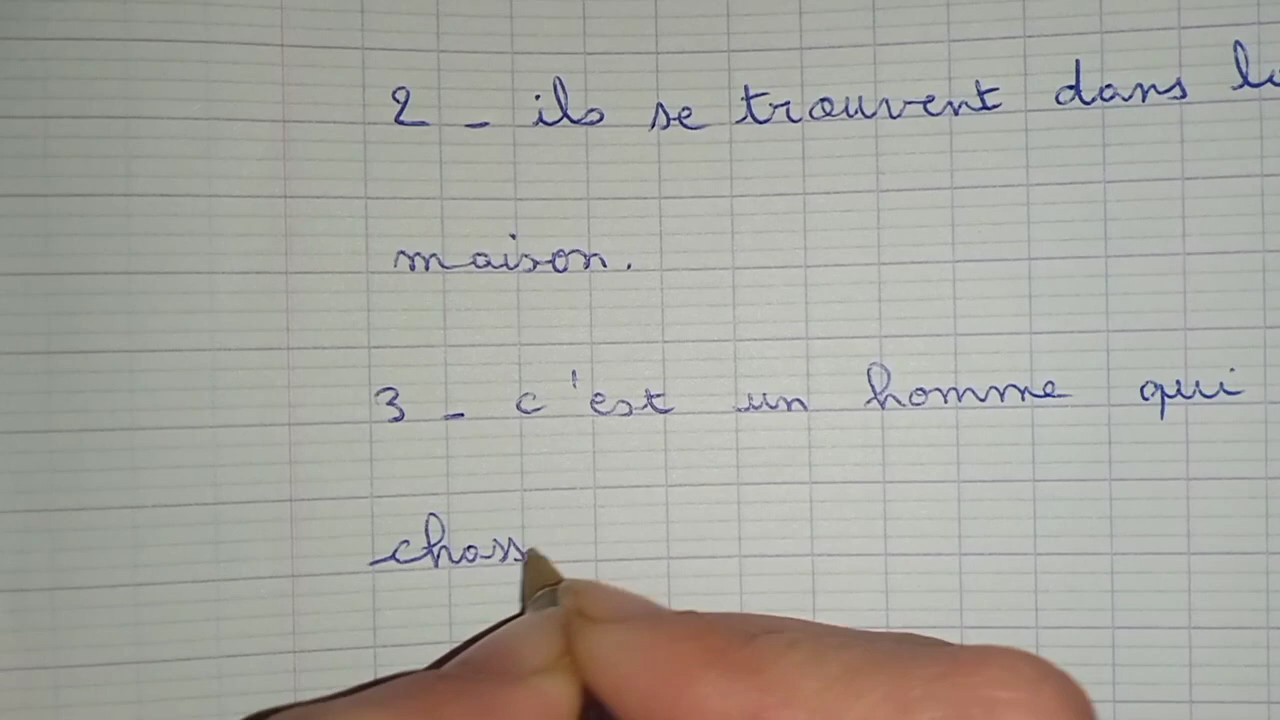 2 - ils se trouvent dans
maison.
3 - c'est un homme qui
chass